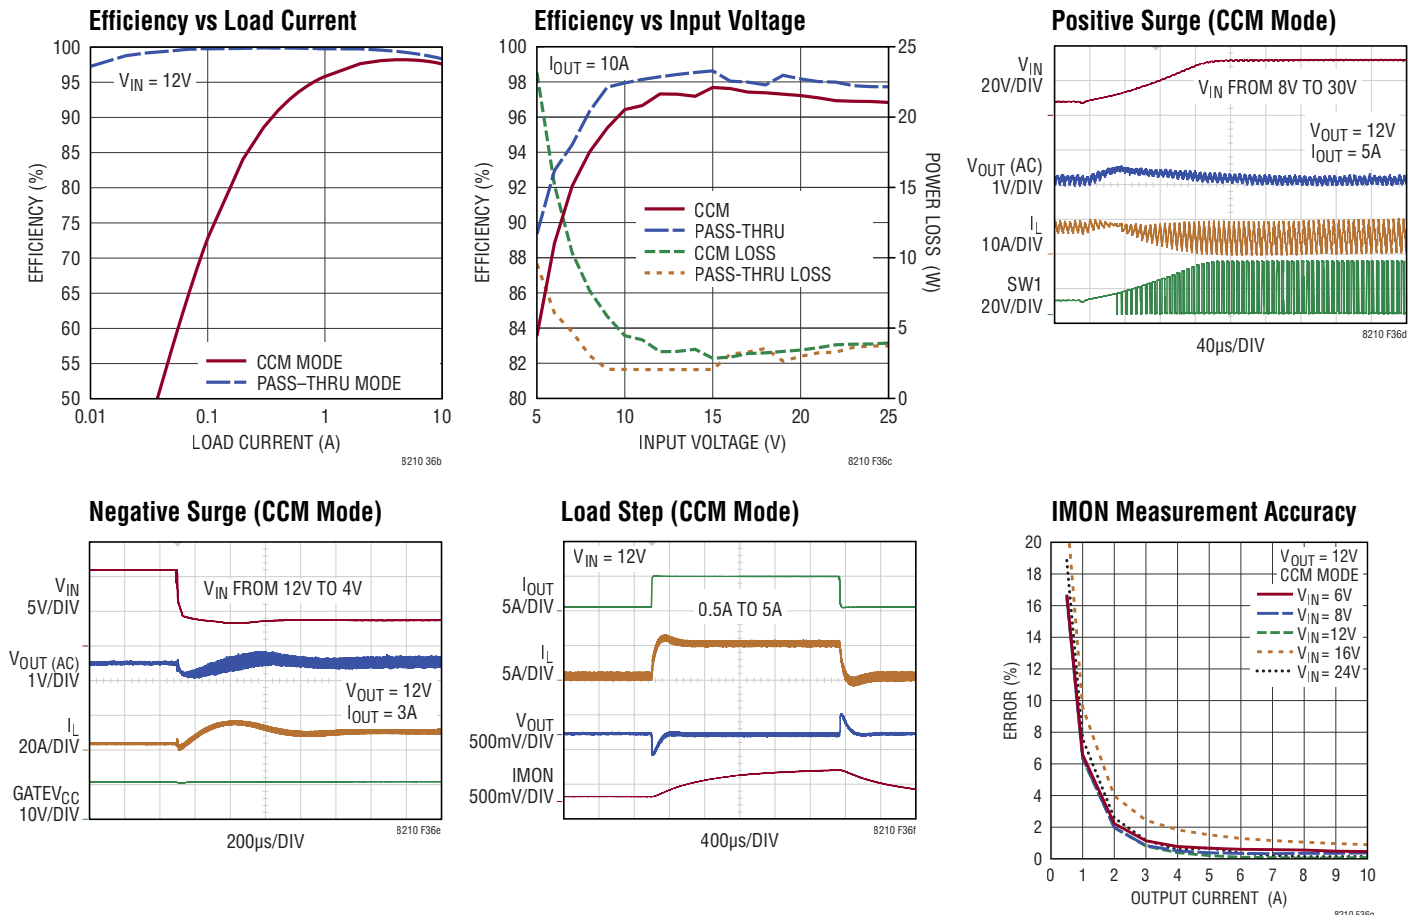 Efficiency vs Load Current
100
95
90
85
80
75
70
65
60
55
50
EFFICIENCY (%)
VIN = 12V
CCM MODE
PASS–THRU MODE
0.01
0.1
1
10
LOAD CURRENT (A)
8210 36b
Efficiency vs Input Voltage
100
98
96
94
92
90
88
86
84
82
80
EFFICIENCY (%)
IOUT = 10A
CCM
PASS-THRU
CCM LOSS
PASS-THRU LOSS
25
20
15
10
5
0
POWER LOSS (W)
5
10
15
20
25
INPUT VOLTAGE (V)
8210 F36c
Positive Surge (CCM Mode)
VIN
20V/DIV
VIN FROM 8V TO 30V
VOUT = 12V
IOUT = 5A
VOUT (AC)
1V/DIV
IL
10A/DIV
SW1
20V/DIV
40µs/DIV
8210 F36d
Negative Surge (CCM Mode)
VIN
5V/DIV
VIN FROM 12V TO 4V
VOUT (AC)
1V/DIV
VOUT = 12V
IOUT = 3A
IL
20A/DIV
GATEVCC
10V/DIV
200µs/DIV
8210 F36e
Load Step (CCM Mode)
VIN = 12V
IOUT
5A/DIV
0.5A TO 5A
IL
5A/DIV
VOUT
500mV/DIV
IMON
500mV/DIV
400µs/DIV
8210 F36f
IMON Measurement Accuracy
20
18
16
14
12
10
8
6
4
2
0
ERROR (%)
VOUT = 12V
CCM MODE
VIN = 6V
VIN = 8V
VIN =12V
VIN = 16V
VIN = 24V
0
1
2
3
4
5
6
7
8
9
10
OUTPUT CURRENT (A)